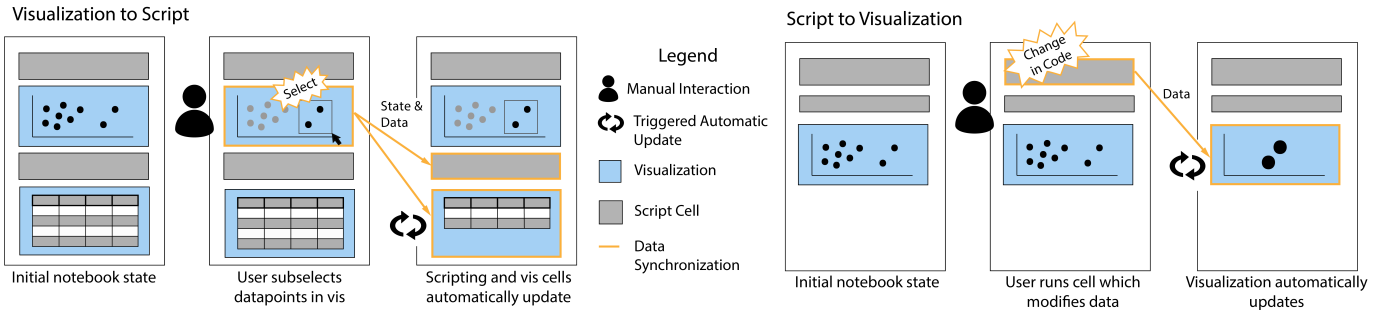 Visualization to Script
Select
State &
Data
Initial notebook state
User subselects
datapoints in vis
Scripting and vis cells
automatically update
Legend
Manual Interaction
Triggered Automatic
Update
Visualization
Script Cell
Data
Synchronization
Script to Visualization
Change
in Code
Data
Initial notebook state
User runs cell which
modifies data
Visualization automatically
updates